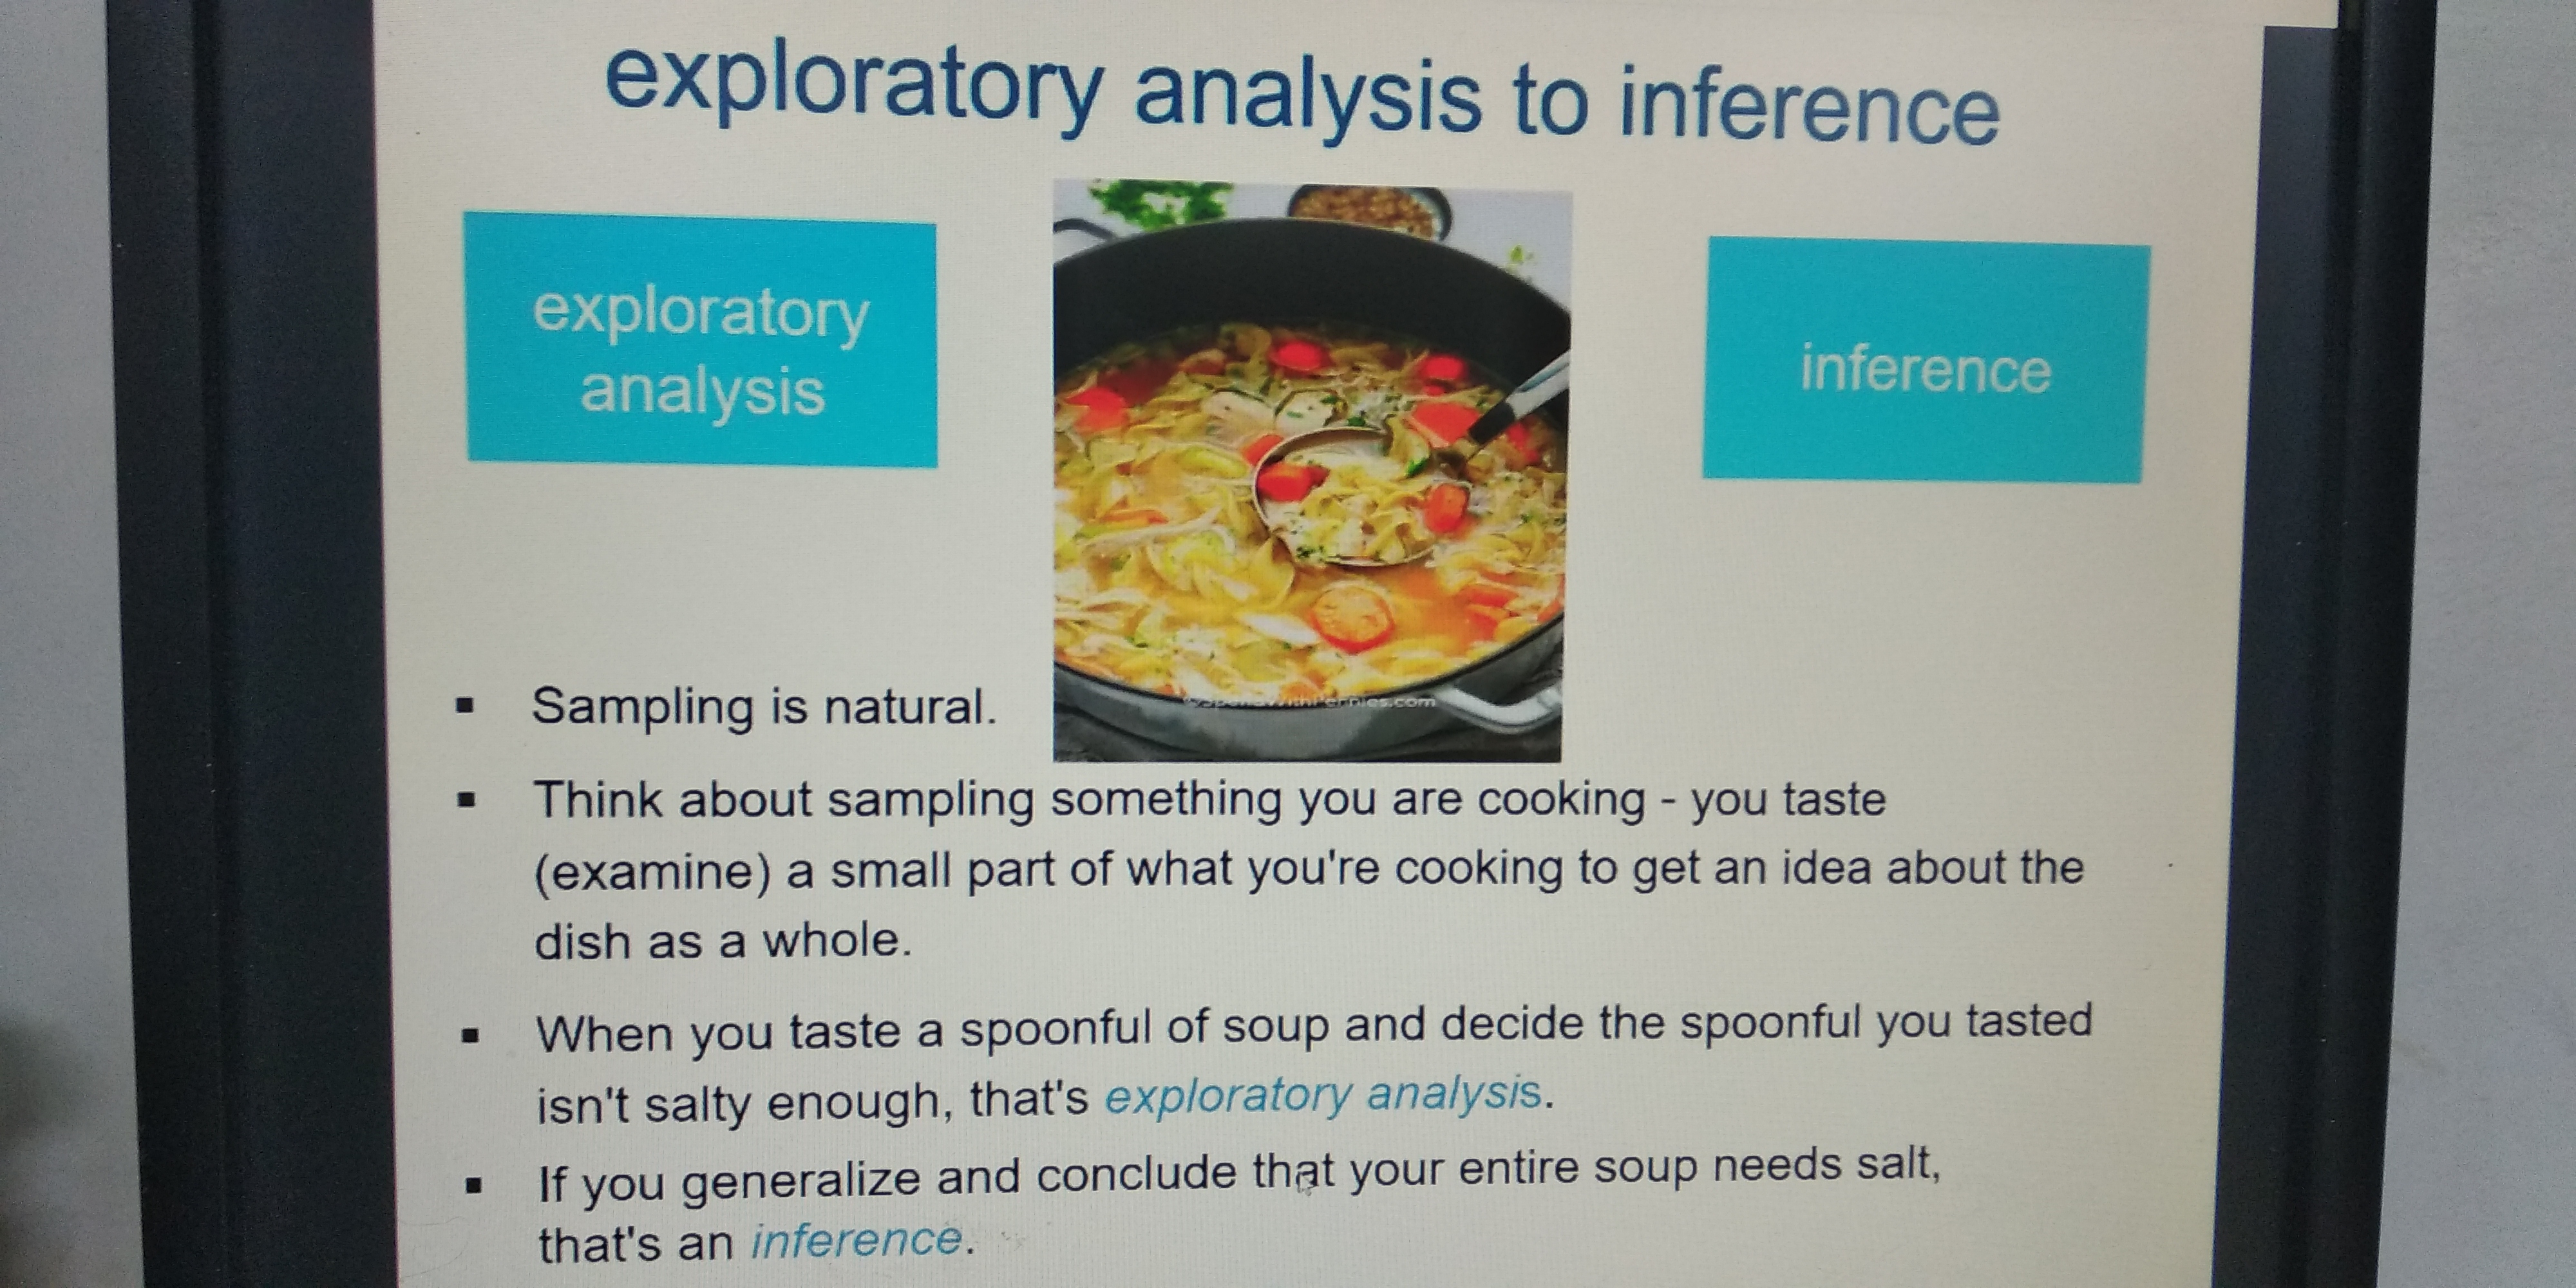 exploratory analysis to inference
exploratory
analysis
inference
▪ Sampling is natural.
▪ Think about sampling something you are cooking - you taste
(examine) a small part of what you're cooking to get an idea about the
dish as a whole.
▪ When you taste a spoonful of soup and decide the spoonful you tasted
isn't salty enough, that's exploratory analysis.
▪ If you generalize and conclude that your entire soup needs salt,
that's an inference.